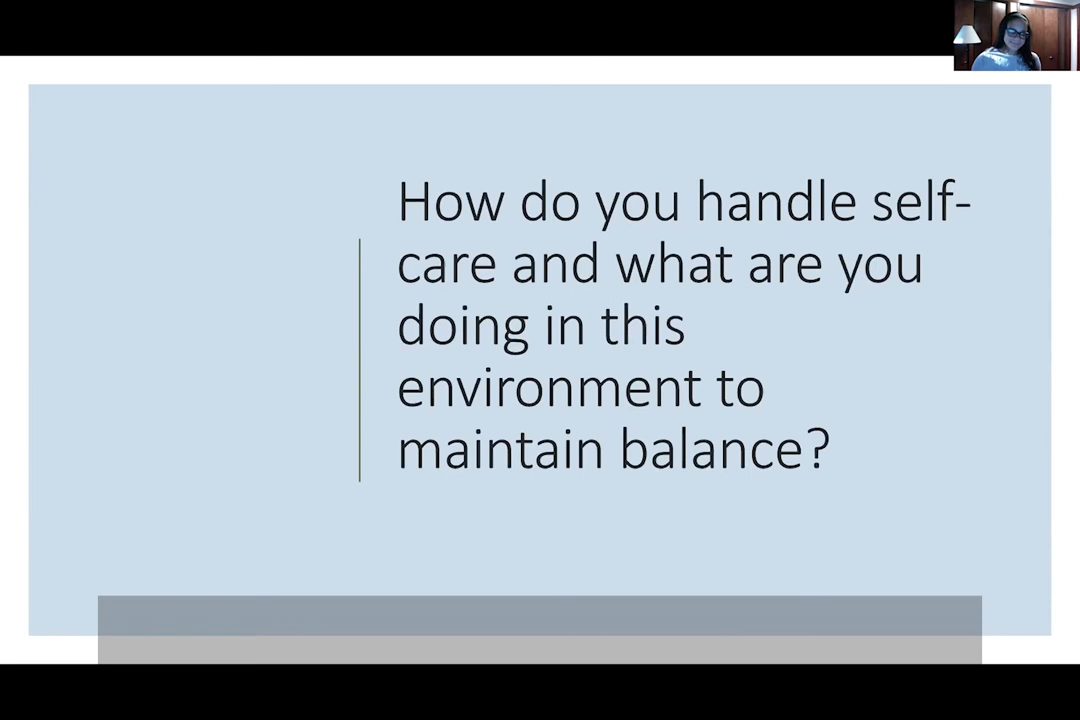 How do you handle self-
care and what are you
doing in this
environment to
maintain balance?